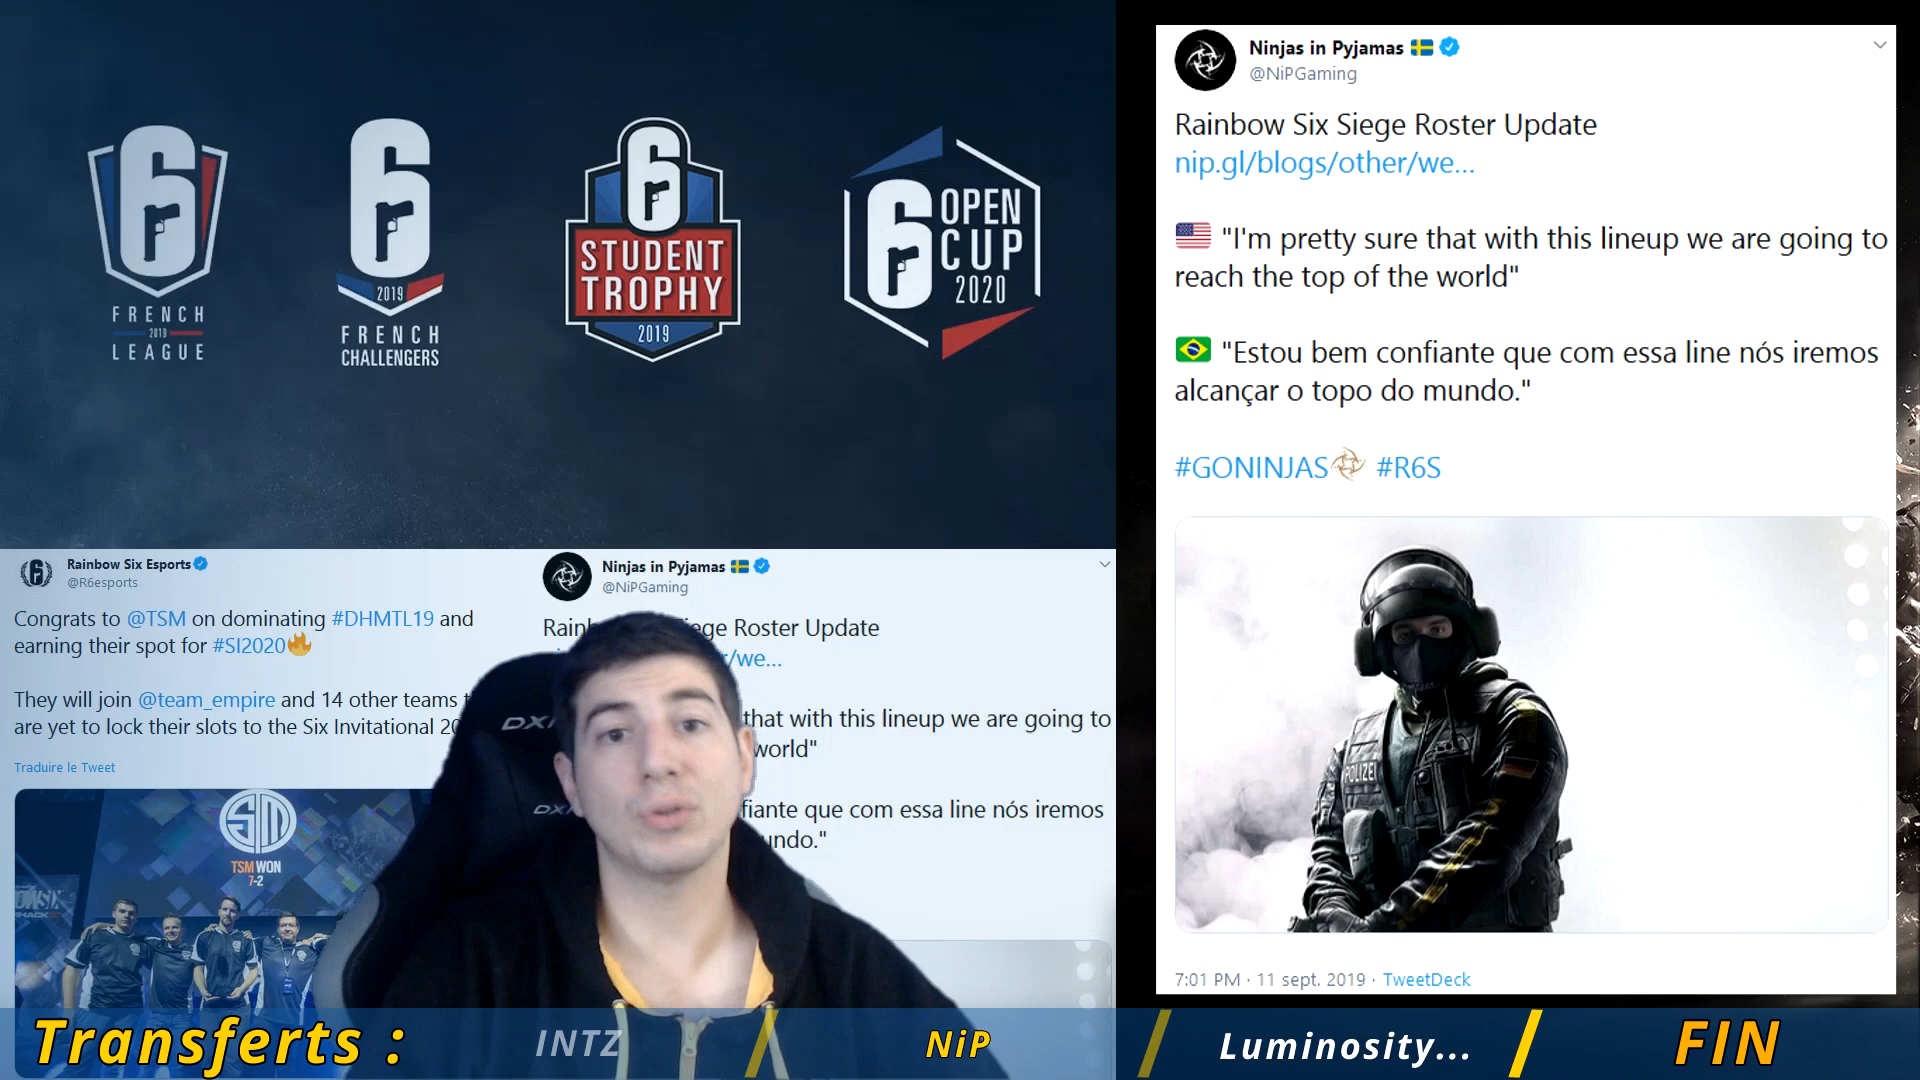 FRENCH
2019
LEAGUE
2019
FRENCH
CHALLENGERS
STUDENT
TROPHY
2019
OPEN
CUP
2020
Ninjas in Pyjamas
@NiPGaming
Rainbow Six Siege Roster Update
nip.gl/blogs/other/we...
"I'm pretty sure that with this lineup we are going to
reach the top of the world"
"Estou bem confiante que com essa line nós iremos
alcançar o topo do mundo."
#GONINJAS #R6S
POLIZEI
7:01 PM · 11 sept. 2019 · TweetDeck
Rainbow Six Esports
@R6esports
Congrats to @TSM on dominating #DHMTL19 and
earning their spot for #SI2020
They will join @team_empire and 14 other teams
are yet to lock their slots to the Six Invitational
Traduire le Tweet
TSM WON
7-2
Ninjas in Pyjamas
@NiPGaming
Siege Roster Update
/we...
that with this lineup we are going to
world"
que com essa line nós iremos
Transferts :
INTZ
NiP
Luminosity...
FIN